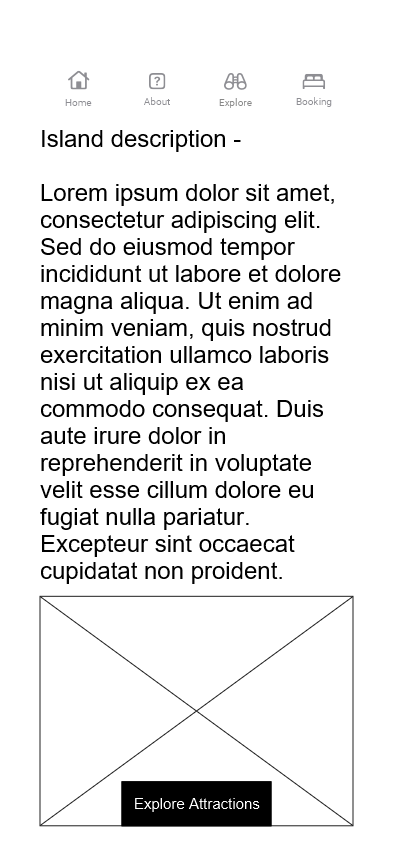 Home About Explore Booking
Island description -
Lorem ipsum dolor sit amet,
consectetur adipiscing elit.
Sed do eiusmod tempor
incididunt ut labore et dolore
magna aliqua. Ut enim ad
minim veniam, quis nostrud
exercitation ullamco laboris
nisi ut aliquip ex ea
commodo consequat. Duis
aute irure dolor in
reprehenderit in voluptate
velit esse cillum dolore eu
fugiat nulla pariatur.
Excepteur sint occaecat
cupidatat non proident.
Explore Attractions